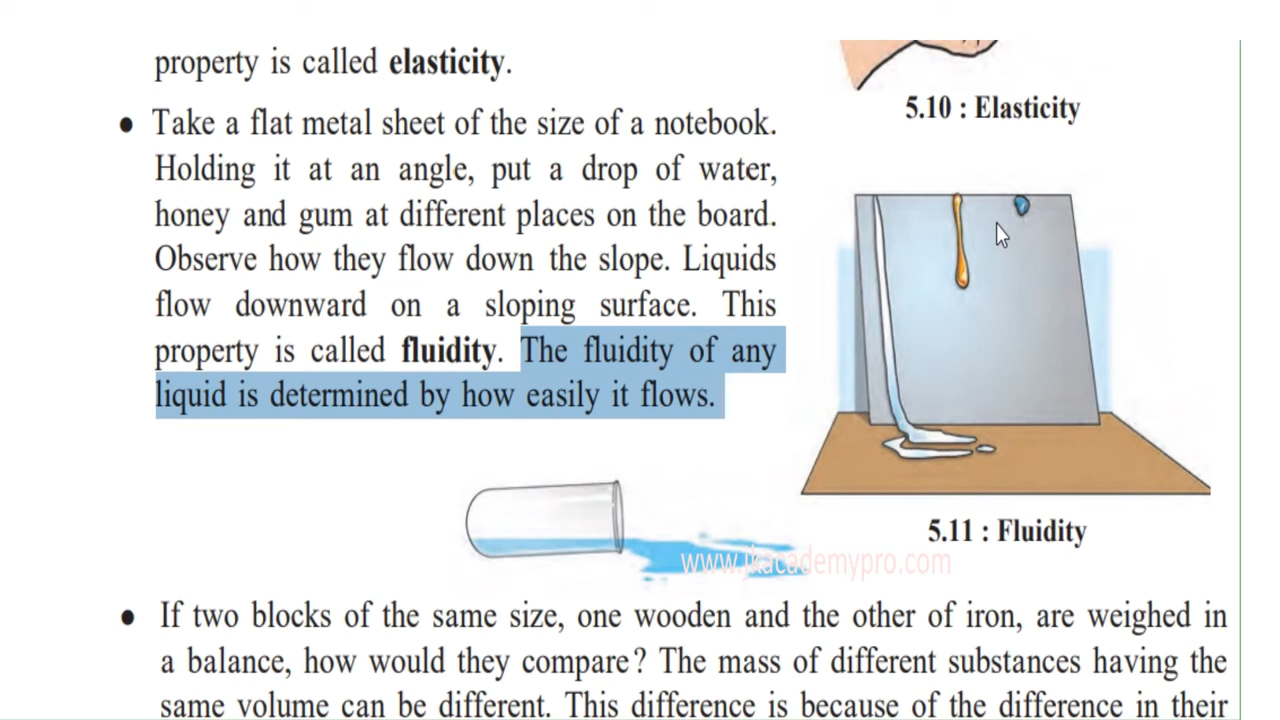 property is called elasticity.
5.10 : Elasticity
• Take a flat metal sheet of the size of a notebook.
Holding it at an angle, put a drop of water,
honey and gum at different places on the board.
Observe how they flow down the slope. Liquids
flow downward on a sloping surface. This
property is called fluidity. The fluidity of any
liquid is determined by how easily it flows.
5.11 : Fluidity
www.jkacademypro.com
• If two blocks of the same size, one wooden and the other of iron, are weighed in
a balance, how would they compare? The mass of different substances having the
same volume can be different. This difference is because of the difference in their